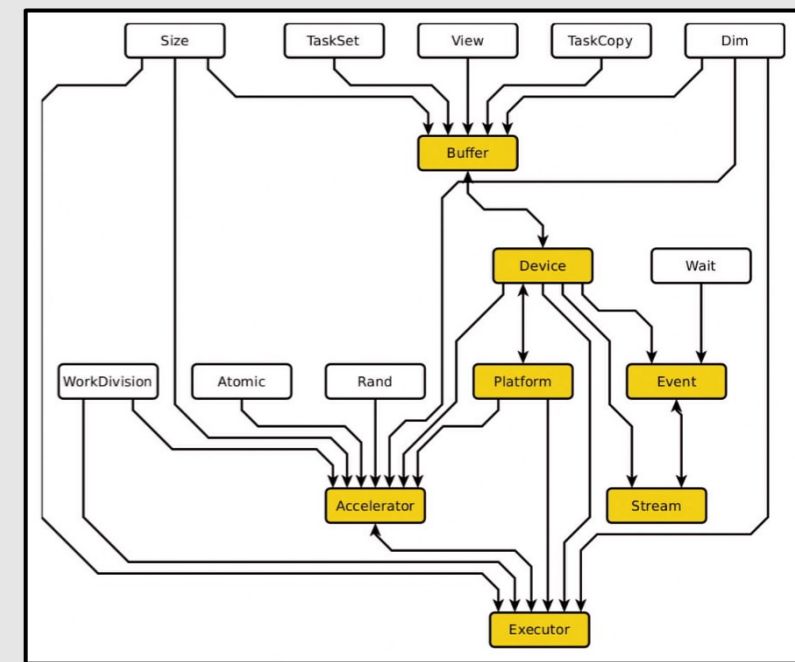 Size
TaskSet
View
TaskCopy
Dim
Buffer
Device
Wait
WorkDivision
Atomic
Rand
Platform
Event
Accelerator
Stream
Executor